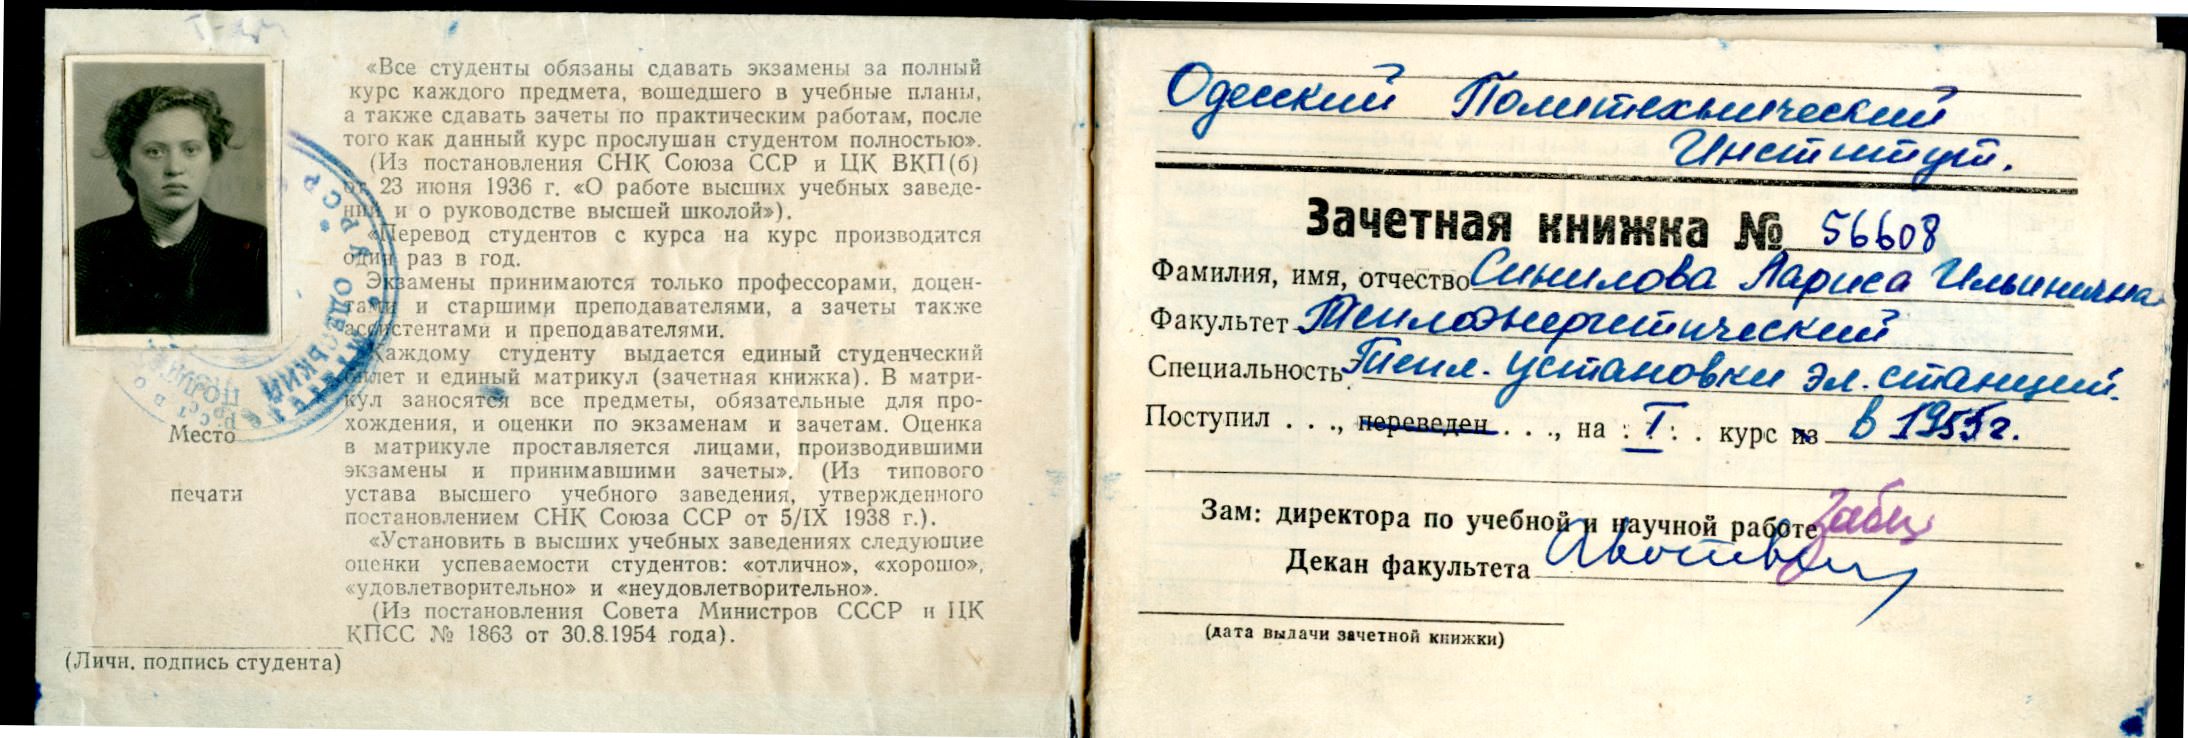 «Все студенты обязаны сдавать экзамены за полный
курс каждого предмета, вошедшего в учебные планы,
а также сдавать зачеты по практическим работам, после
того как данный курс прослушан студентом полностью».
(Из постановления СНК Союза ССР и ЦК ВКП(б)
от 23 июня 1936 г. «О работе высших учебных заведе-
ний и о руководстве высшей школой»).
«Перевод студентов с курса на курс производится
один раз в год.
Экзамены принимаются только профессорами, доцен-
тами и старшими преподавателями, а зачеты также
ассистентами и преподавателями.
Каждому студенту выдается единый студенческий
билет и единый матрикул (зачетная книжка). В матри-
кул заносятся все предметы, обязательные для про-
хождения, и оценки по экзаменам и зачетам. Оценка
в матрикуле проставляется лицами, производившими
экзамены и принимавшими зачеты». (Из типового
устава высшего учебного заведения, утвержденного
постановлением СНК Союза ССР от 5/IX 1938 г.).
«Установить в высших учебных заведениях следующие
оценки успеваемости студентов: «отлично», «хорошо»,
«удовлетворительно» и «неудовлетворительно».
(Из постановления Совета Министров СССР и ЦК
КПСС № 1863 от 30.8.1954 года).
Место
печати
(Личн. подпись студента)
Одесский Политехнический
Институт.
Зачетная книжка № 56608
Фамилия, имя, отчество Синилова Лариса Ильинична
Факультет Теплоэнергетический
Специальность Тепл. установки эл. станций.
Поступил . . ., переведен . . ., на . I . . курс из в 1955 г.
Зам: директора по учебной и научной работе
Декан факультета
(дата выдачи зачетной книжки)